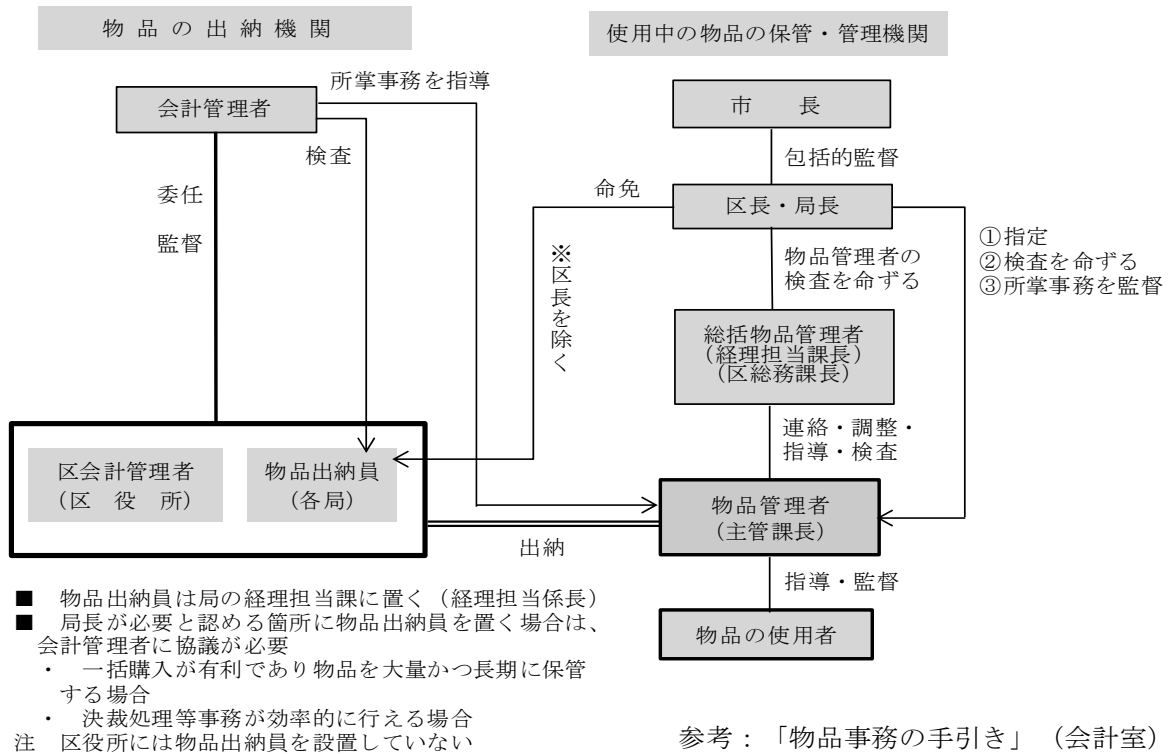 物品の出納機関
使用中の物品の保管・管理機関
所掌事務を指導
会計管理者
検査
委任
監督
市　　長
包括的監督
命免
区長・局長
※区長を除く
物品管理者の
検査を命ずる
①指定
②検査を命ずる
③所掌事務を監督
総括物品管理者
（経理担当課長）
（区総務課長）
連絡・調整・
指導・検査
区会計管理者
（区　役　所）
物品出納員
（各局）
物品管理者
（主管課長）
出納
指導・監督
物品の使用者
■　物品出納員は局の経理担当課に置く（経理担当係長）
■　局長が必要と認める箇所に物品出納員を置く場合は、
会計管理者に協議が必要
・　一括購入が有利であり物品を大量かつ長期に保管
する場合
・　決裁処理等事務が効率的に行える場合
注　区役所には物品出納員を設置していない
参考：「物品事務の手引き」（会計室）